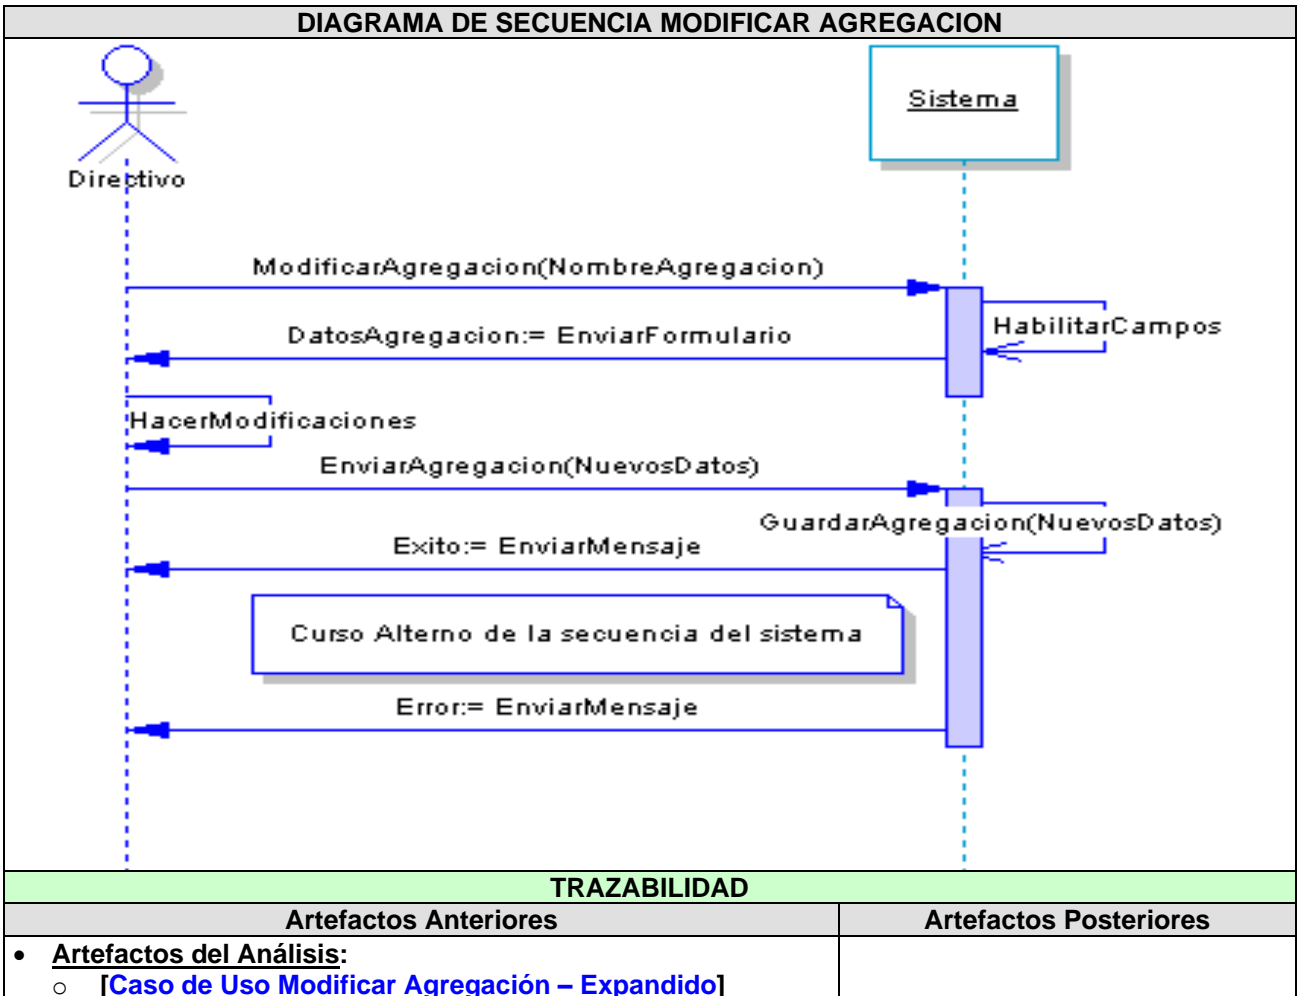 DIAGRAMA DE SECUENCIA MODIFICAR AGREGACION
Sistema
Directivo
ModificarAgregacion(NombreAgregacion)
HabilitarCampos
DatosAgregacion:= EnviarFormulario
HacerModificaciones
EnviarAgregacion(NuevosDatos)
GuardarAgregacion(NuevosDatos)
Exito:= EnviarMensaje
Curso Alterno de la secuencia del sistema
Error:= EnviarMensaje
TRAZABILIDAD
Artefactos Anteriores
Artefactos Posteriores
• Artefactos del Análisis:
o [Caso de Uso Modificar Agregación – Expandido]